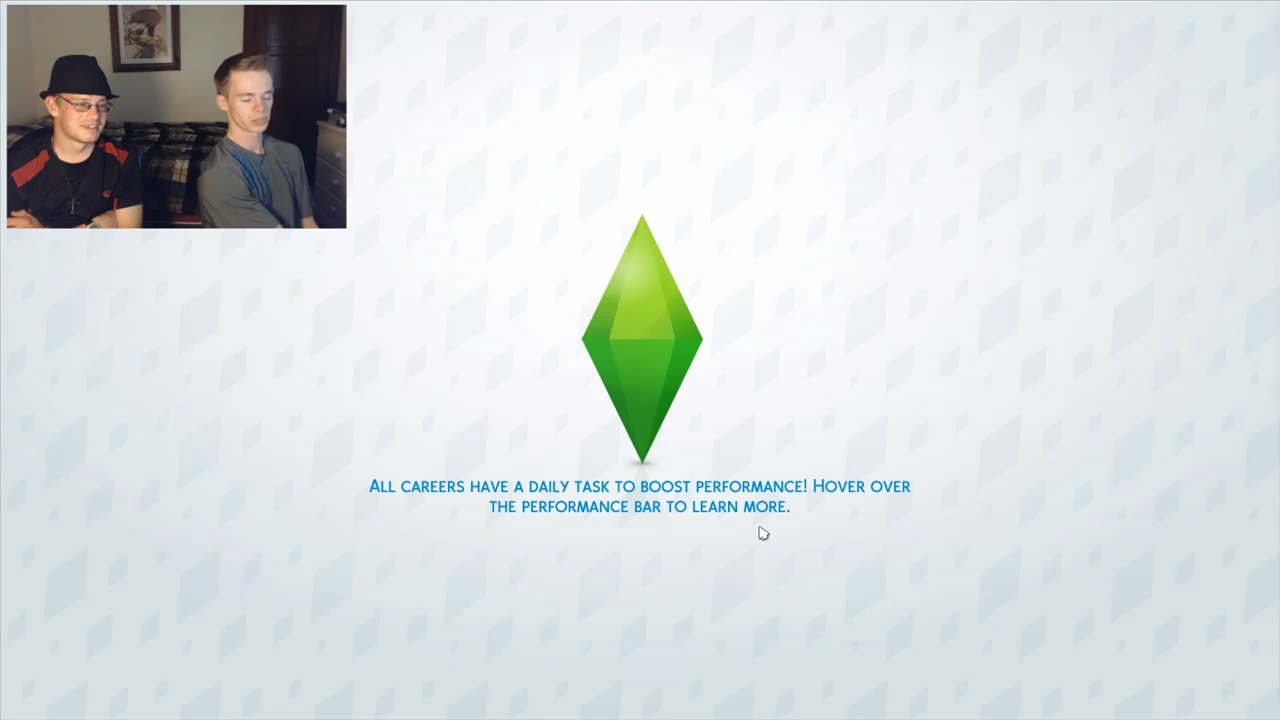 All careers have a daily task to boost performance! Hover over
the performance bar to learn more.